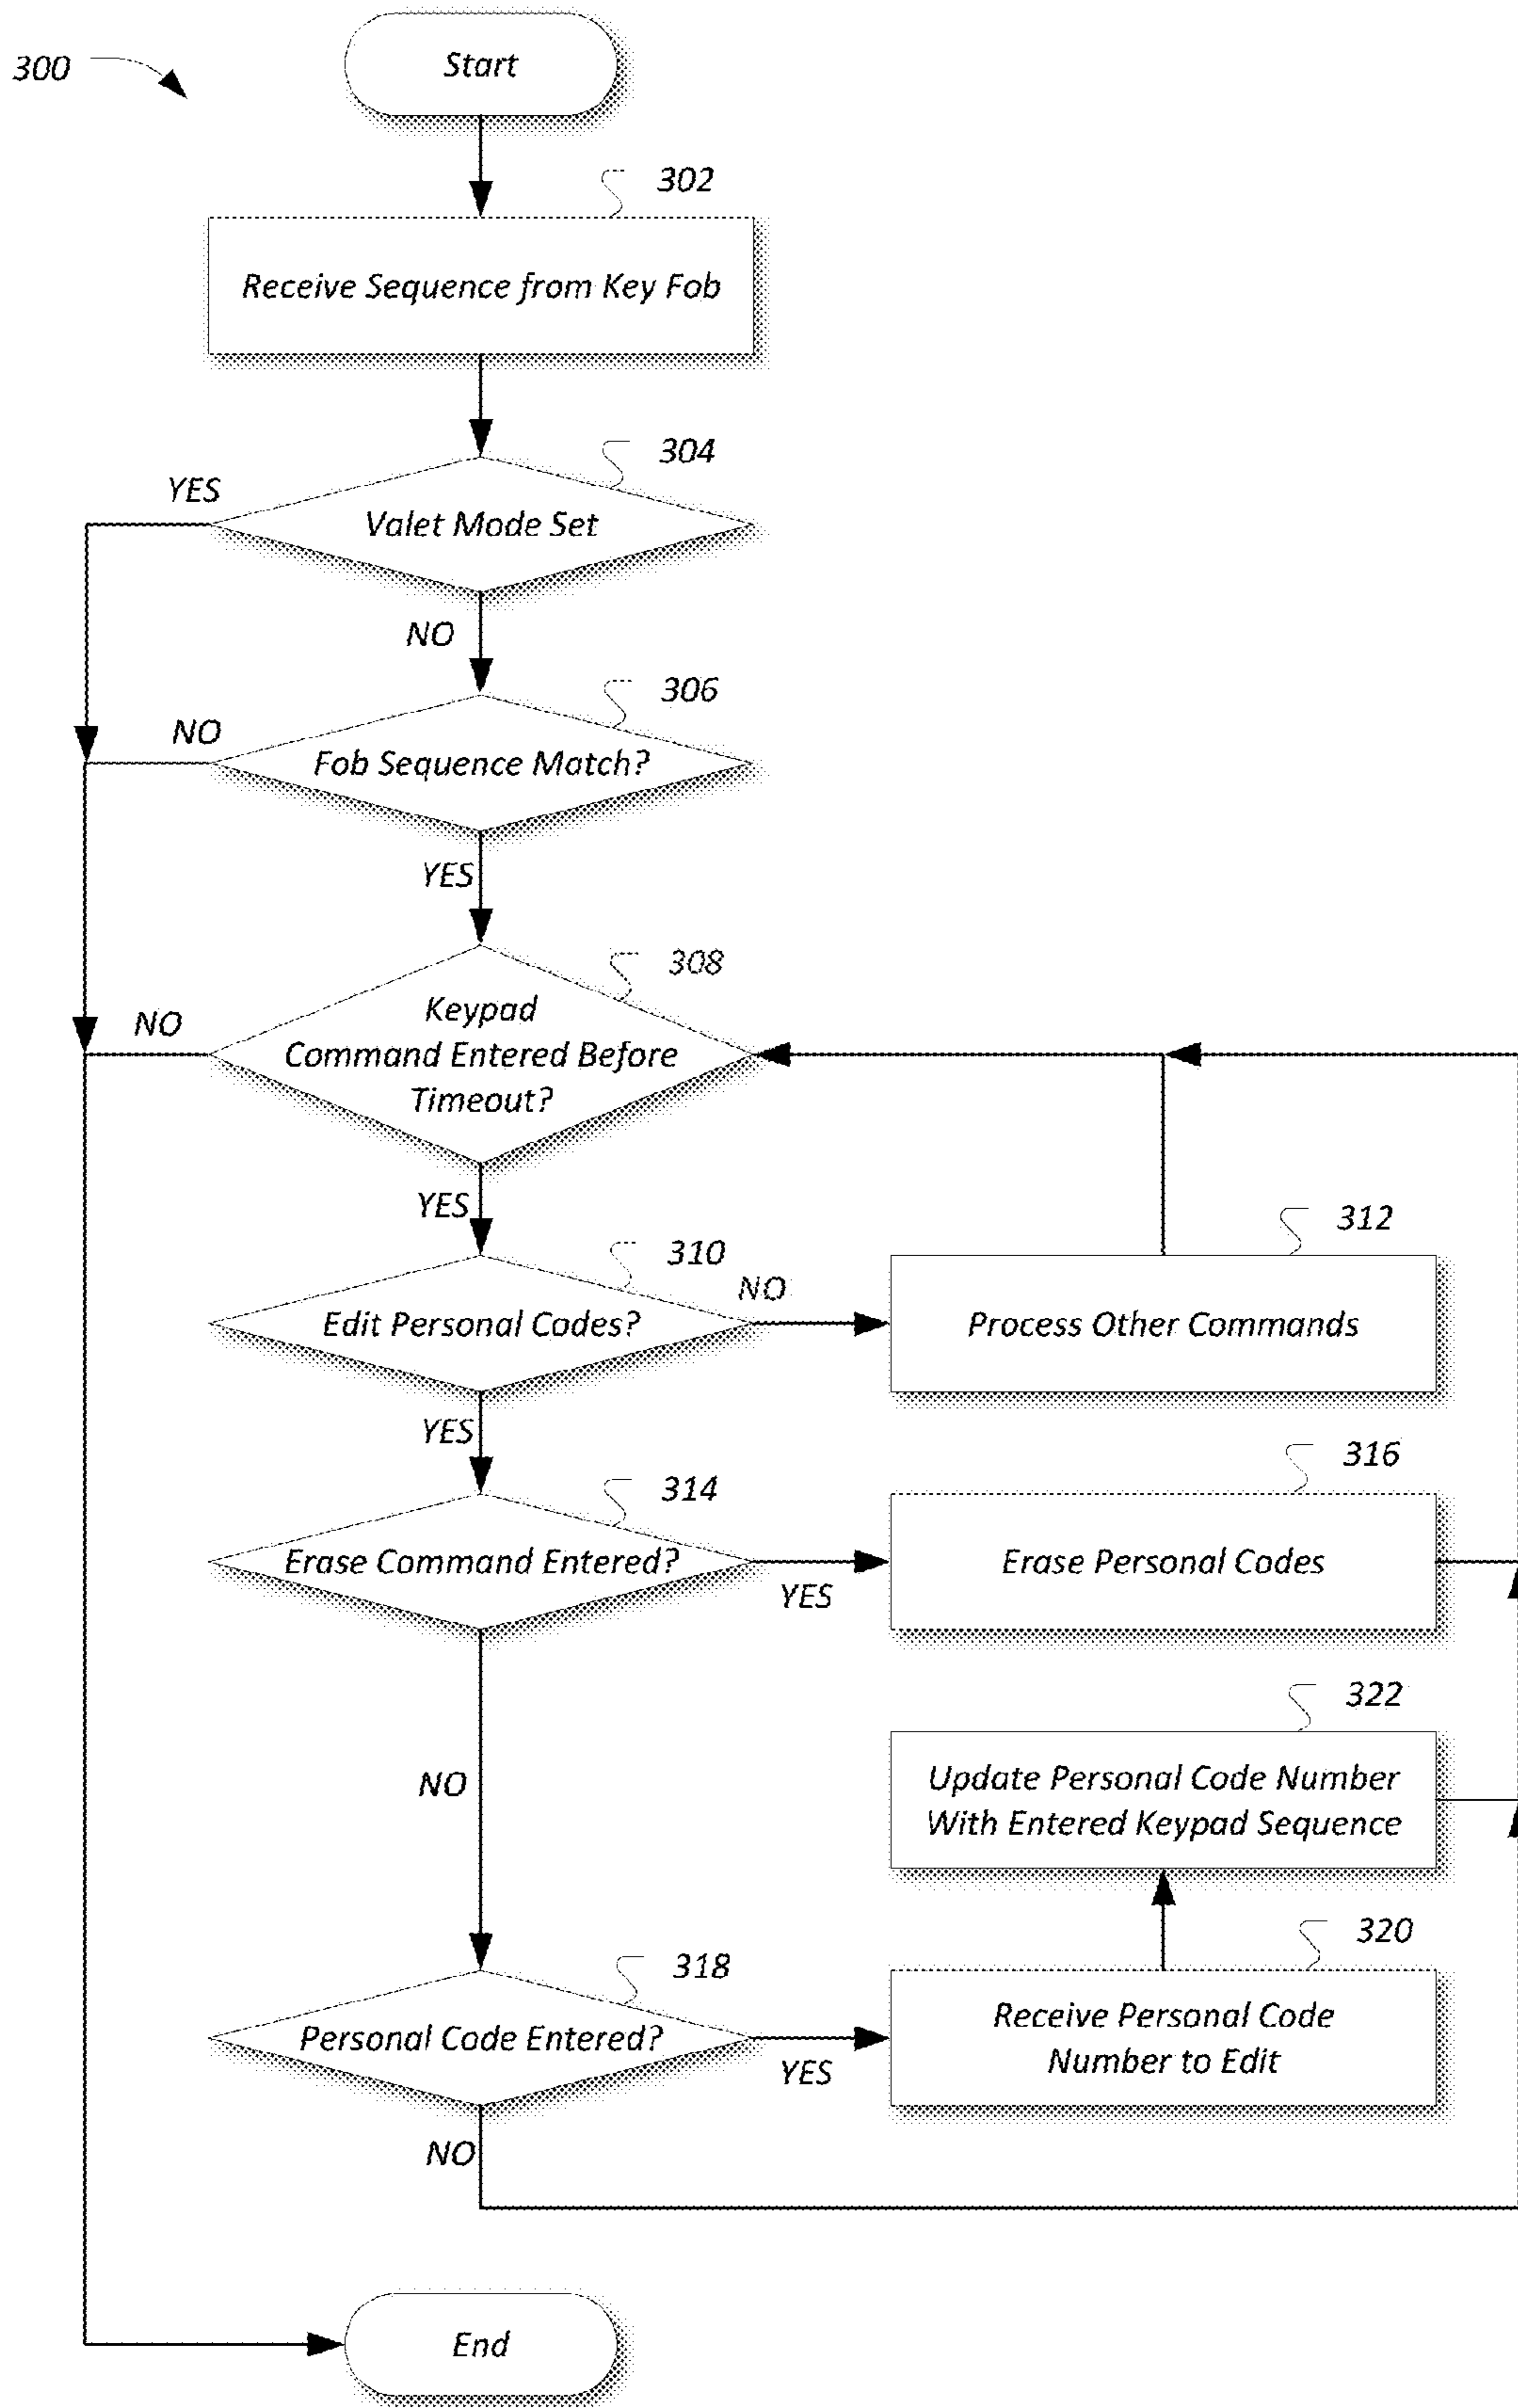 300
Start
302
Receive Sequence from Key Fob
304
YES
Valet Mode Set
NO
306
NO
Fob Sequence Match?
YES
308
NO
Keypad
Command Entered Before
Timeout?
YES
310
312
NO
Edit Personal Codes?
Process Other Commands
YES
314
316
Erase Command Entered?
YES
Erase Personal Codes
322
NO
Update Personal Code Number
With Entered Keypad Sequence
318
320
Personal Code Entered?
YES
Receive Personal Code
Number to Edit
NO
End